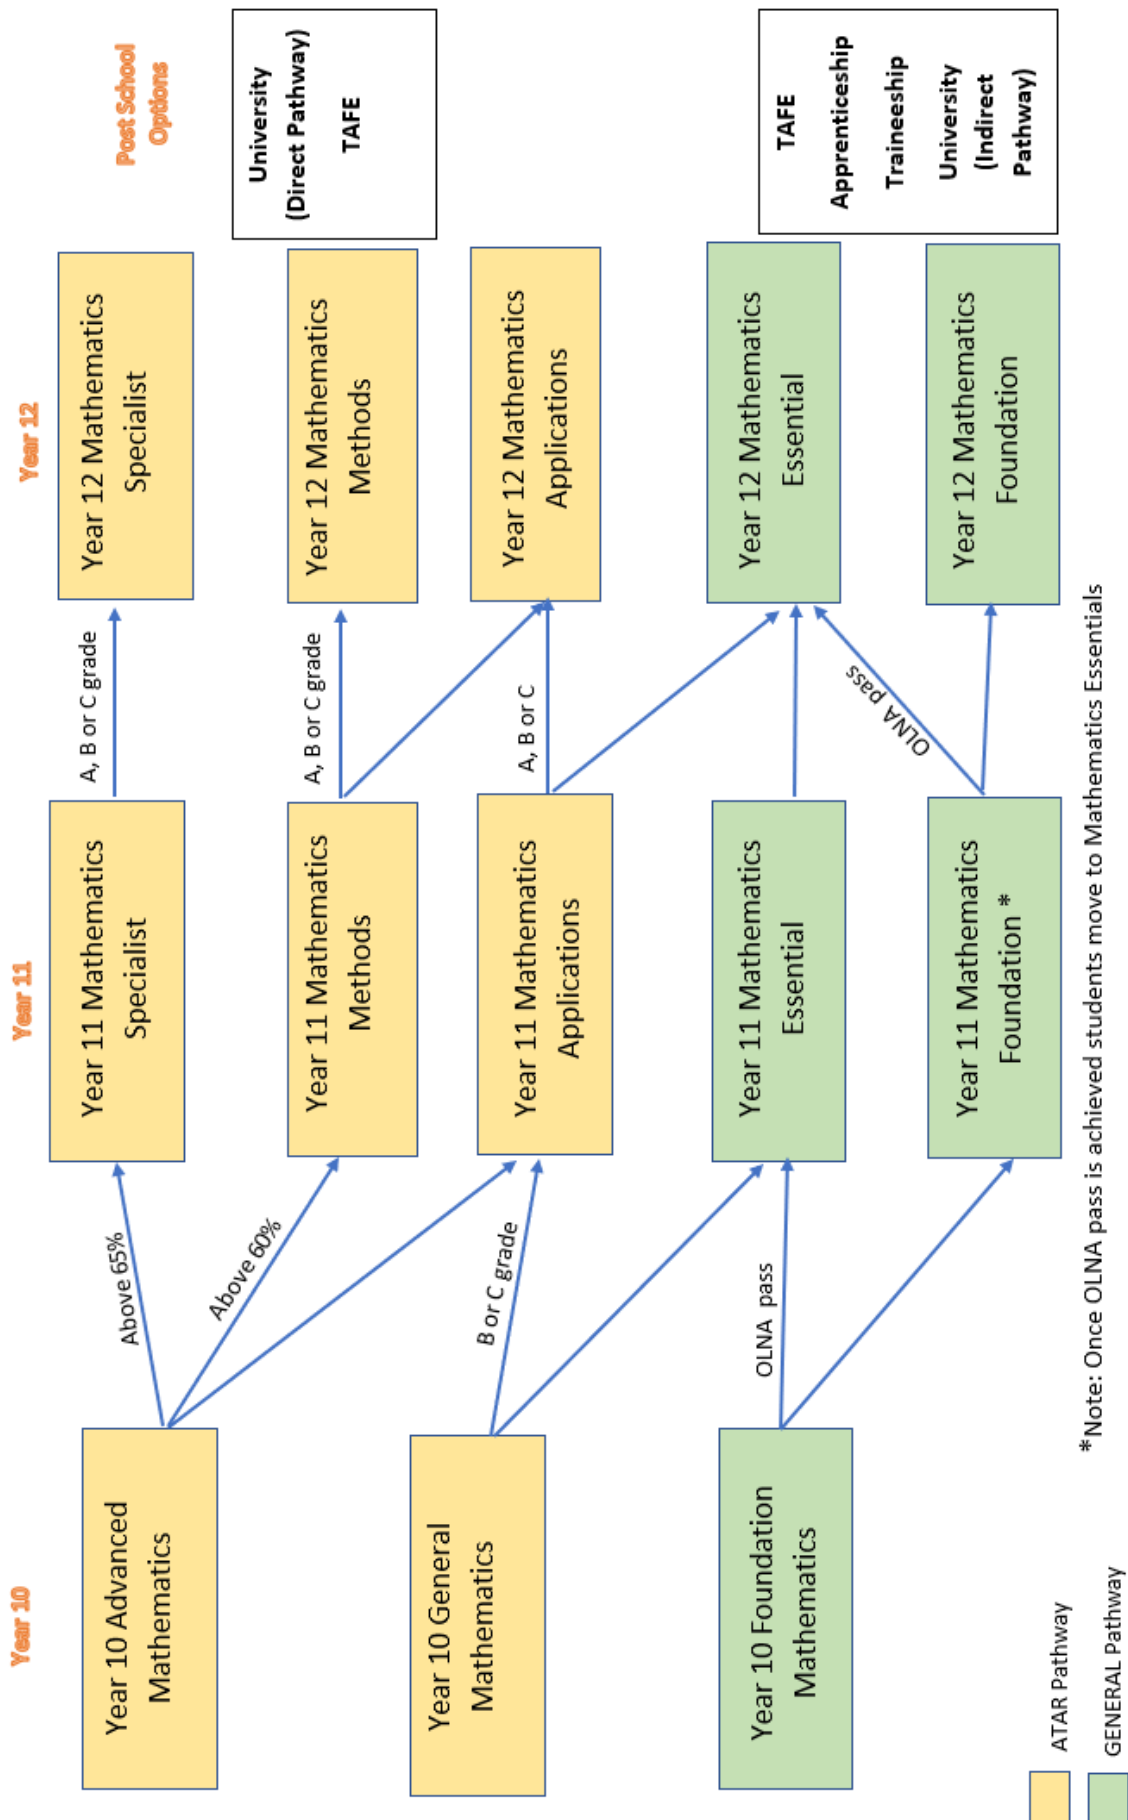 Year 10
Year 11
Year 12
Post School
Options
Year 10 Advanced
Mathematics
Above 65%
Above 60%
Year 11 Mathematics
Specialist
A, B or C grade
Year 12 Mathematics
Specialist
Year 11 Mathematics
Methods
A, B or C grade
Year 12 Mathematics
Methods
University
(Direct Pathway)
TAFE
Year 10 General
Mathematics
B or C grade
Year 11 Mathematics
Applications
A, B or C
Year 12 Mathematics
Applications
Year 10 Foundation
Mathematics
OLNA pass
Year 11 Mathematics
Essential
Year 12 Mathematics
Essential
OLNA pass
Year 11 Mathematics
Foundation *
Year 12 Mathematics
Foundation
TAFE
Apprenticeship
Traineeship
University
(Indirect
Pathway)
ATAR Pathway
GENERAL Pathway
*Note: Once OLNA pass is achieved students move to Mathematics Essentials